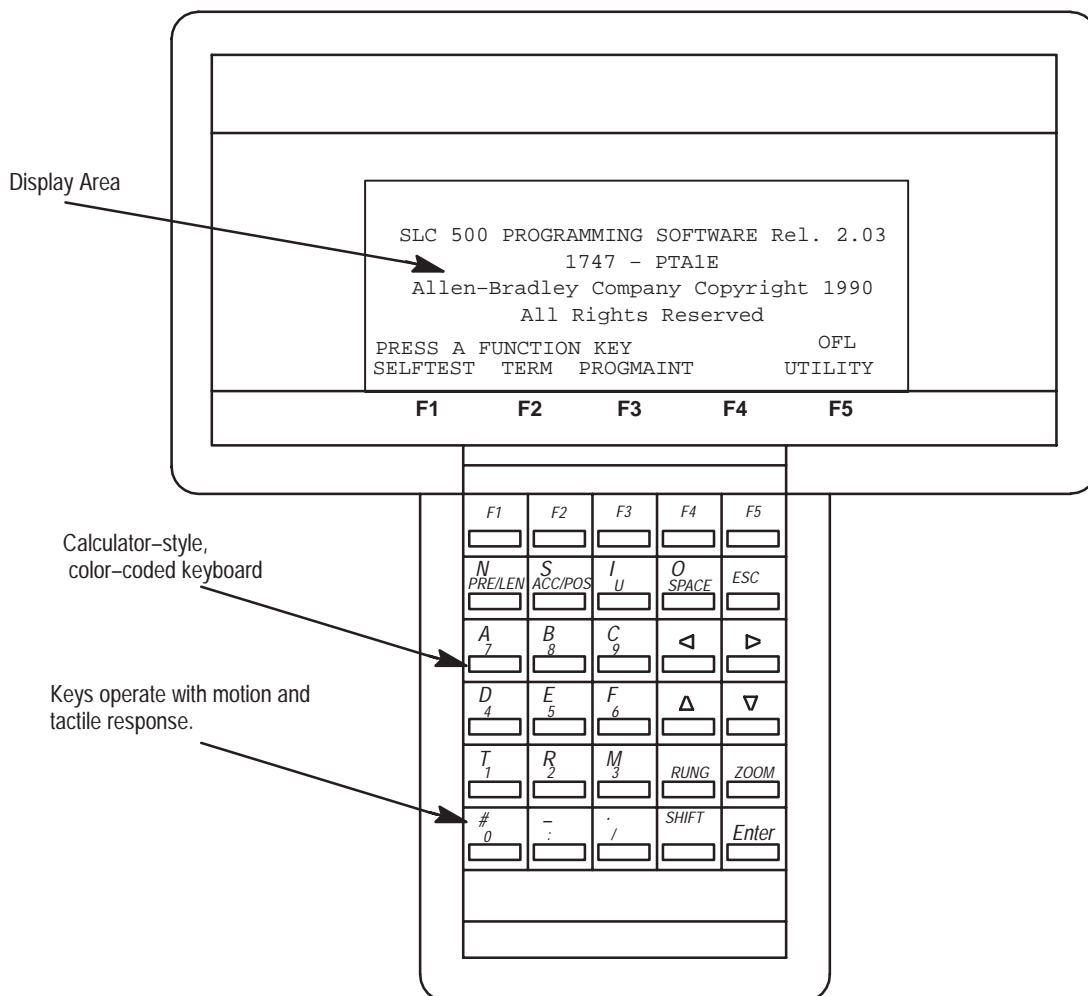 Display Area
SLC 500 PROGRAMMING SOFTWARE Rel. 2.03
1747 - PTA1E
Allen-Bradley Company Copyright 1990
All Rights Reserved
PRESS A FUNCTION KEY OFL
SELFTEST TERM PROGMAINT UTILITY
F1 F2 F3 F4 F5
Calculator-style,
color-coded keyboard
Keys operate with motion and
tactile response.
F1 F2 F3 F4 F5
N S I O
PRE/LEN ACC/POS U SPACE ESC
A B C ◁ ▷
7 8 9
D E F △ ▽
4 5 6
T R M
1 2 3 RUNG ZOOM
# – . SHIFT
0 : / Enter